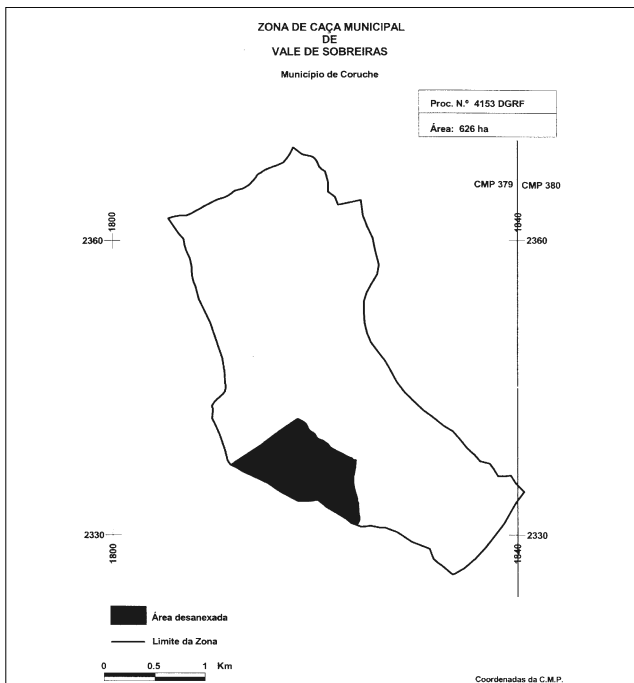 ZONA DE CAÇA MUNICIPAL
DE
VALE DE SOBREIRAS
Município de Coruche
Proc. N.º 4153 DGRF
Área: 626 ha
CMP 379
CMP 380
1800
1840
2360
2360
2330
2330
1800
1840
Área desanexada
Limite da Zona
0 0.5 1 Km
Coordenadas da C.M.P.